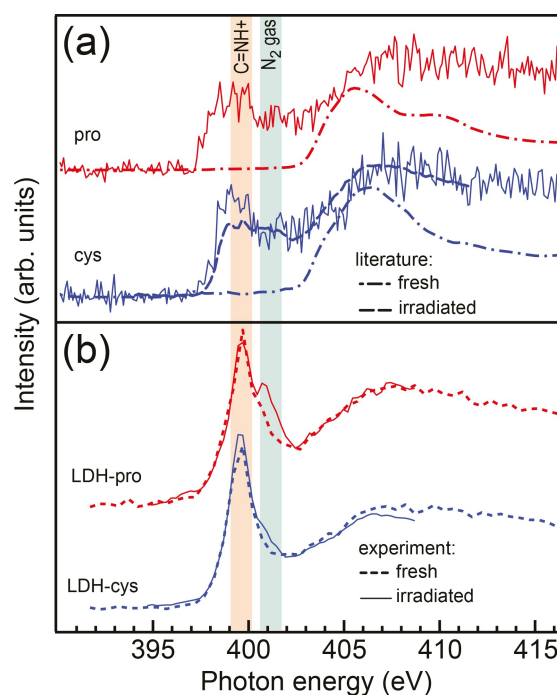 (a)
C=NH+
N₂ gas
pro
cys
literature:
fresh
irradiated
Intensity (arb. units)
(b)
LDH-pro
LDH-cys
experiment:
fresh
irradiated
395 400 405 410 415
Photon energy (eV)